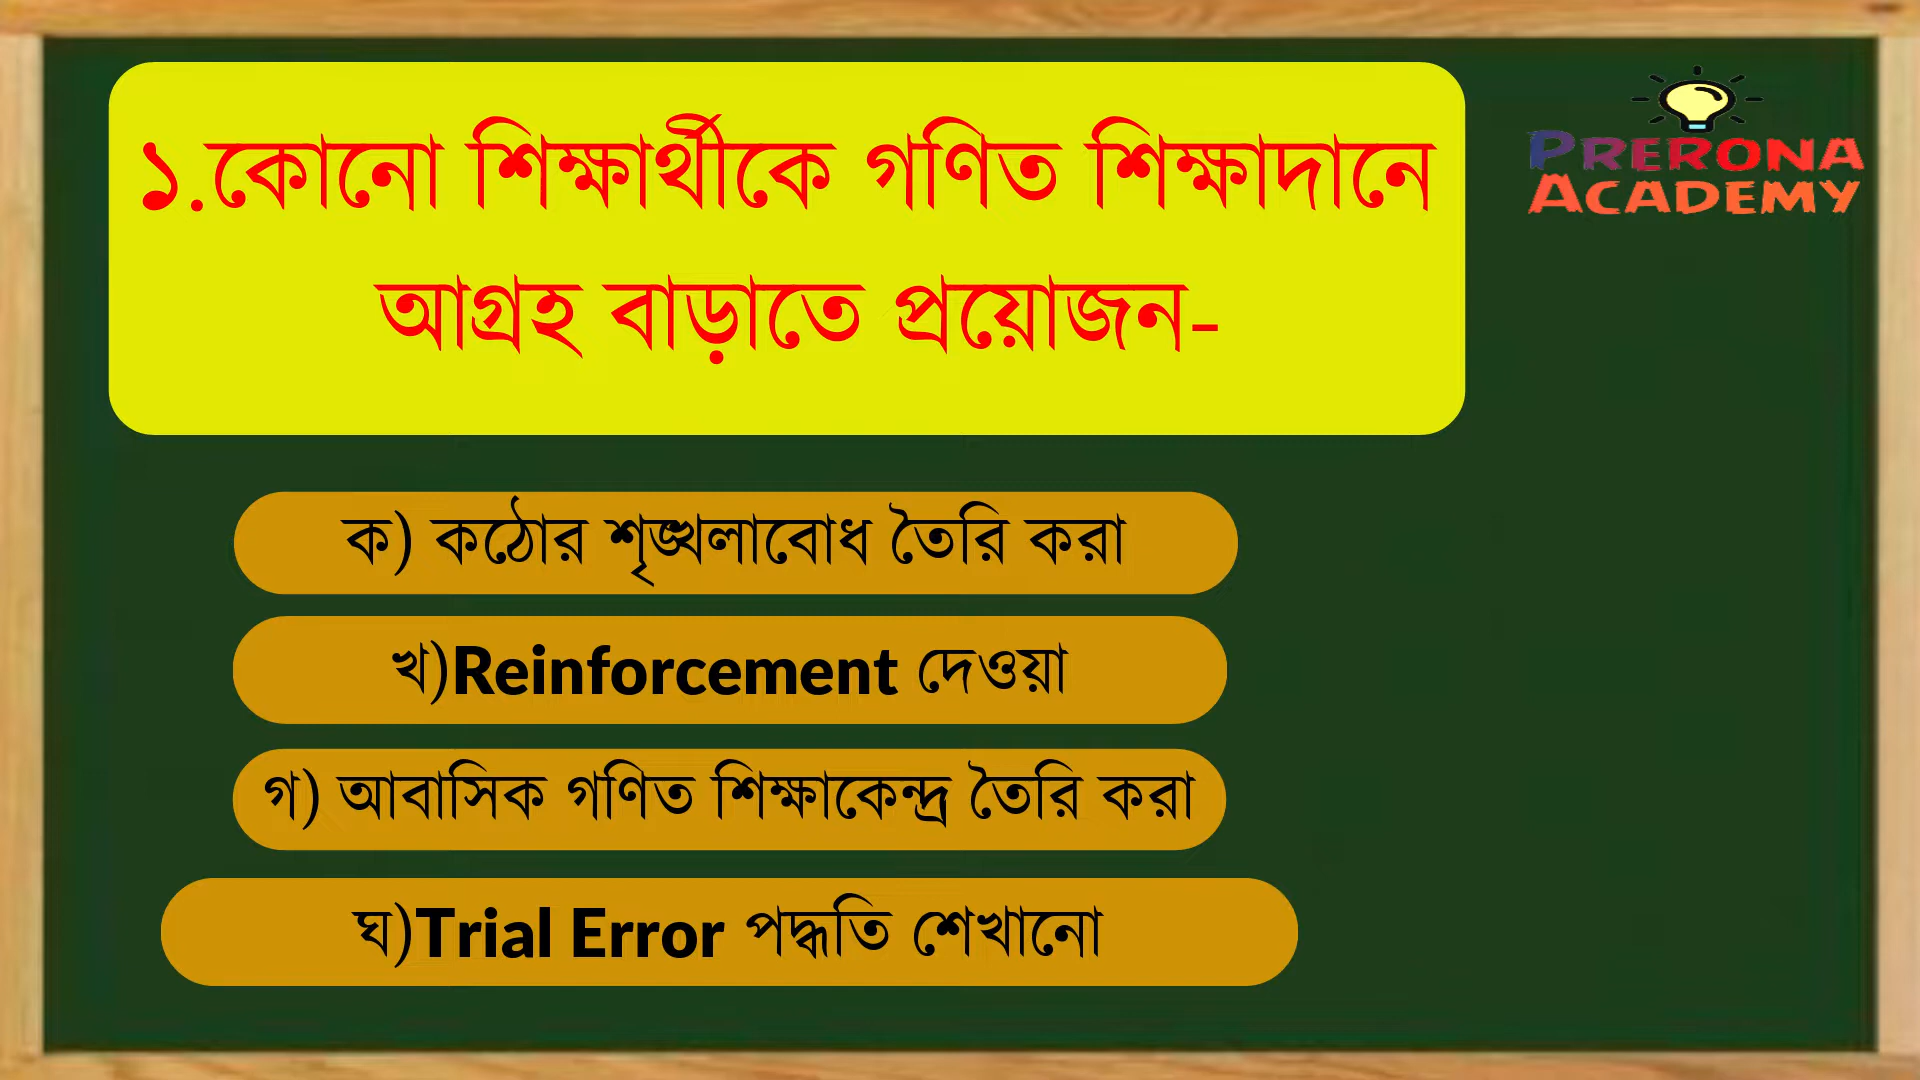 ১.কোনো শিক্ষার্থীকে গণিত শিক্ষাদানে
আগ্রহ বাড়াতে প্রয়োজন-
PRERONA
ACADEMY
ক) কঠোর শৃঙ্খলাবোধ তৈরি করা
খ)Reinforcement দেওয়া
গ) আবাসিক গণিত শিক্ষাকেন্দ্র তৈরি করা
ঘ)Trial Error পদ্ধতি শেখানো